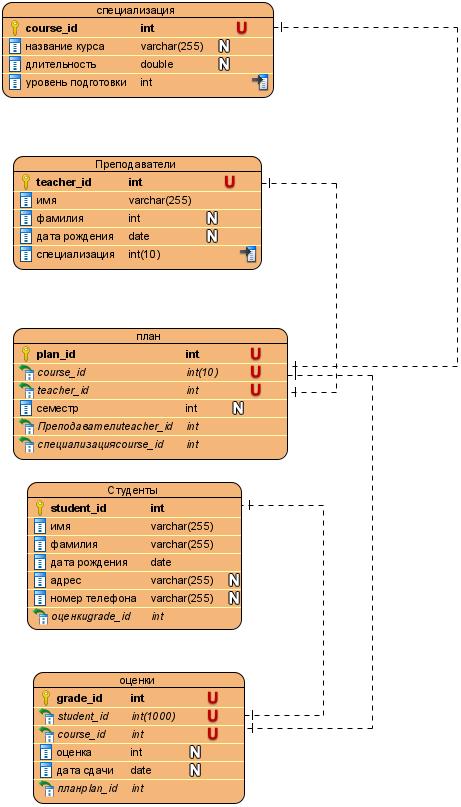 специализация
course_id int U
название курса varchar(255) N
длительность double N
уровень подготовки int
Преподаватели
teacher_id int U
имя varchar(255)
фамилия int N
дата рождения date N
специализация int(10)
план
plan_id int U
course_id int(10) U
teacher_id int U
семестр int N
Преподавателиteacher_id int
специализацияcourse_id int
Студенты
student_id int
имя varchar(255)
фамилия varchar(255)
дата рождения date
адрес varchar(255) N
номер телефона varchar(255) N
оценкиgrade_id int
оценки
grade_id int U
student_id int(1000) U
course_id int U
оценка int N
дата сдачи date N
планplan_id int